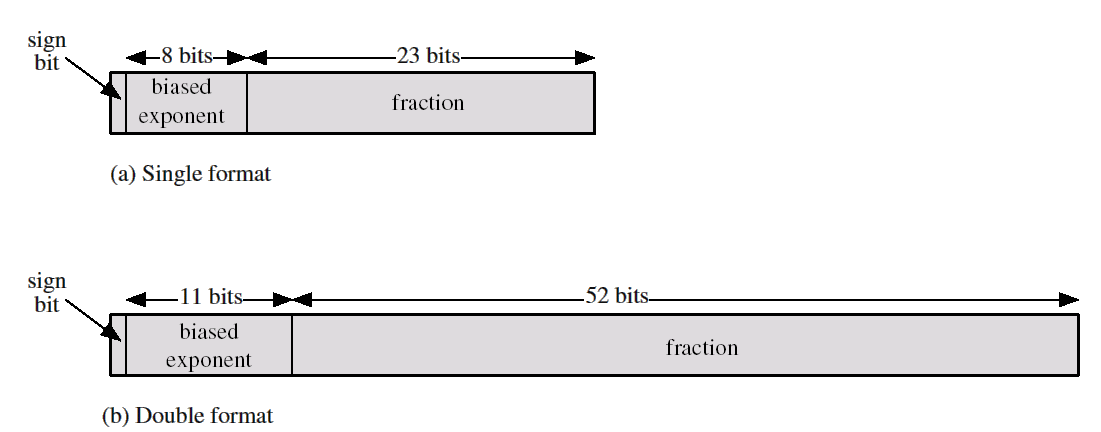 sign
bit
8 bits
23 bits
biased
exponent
fraction
(a) Single format
sign
bit
11 bits
52 bits
biased
exponent
fraction
(b) Double format